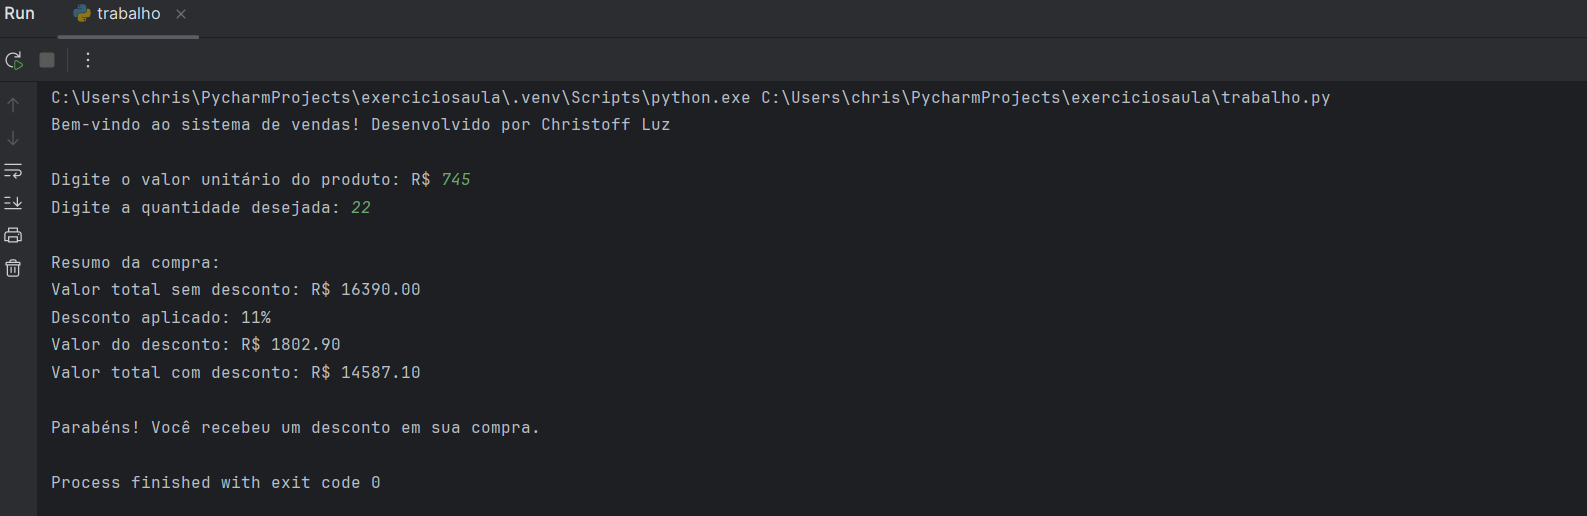 Run trabalho
C:\Users\chris\PycharmProjects\exerciciosaula\.venv\Scripts\python.exe C:\Users\chris\PycharmProjects\exerciciosaula\trabalho.py
Bem-vindo ao sistema de vendas! Desenvolvido por Christoff Luz
Digite o valor unitário do produto: R$ 745
Digite a quantidade desejada: 22
Resumo da compra:
Valor total sem desconto: R$ 16390.00
Desconto aplicado: 11%
Valor do desconto: R$ 1802.90
Valor total com desconto: R$ 14587.10
Parabéns! Você recebeu um desconto em sua compra.
Process finished with exit code 0